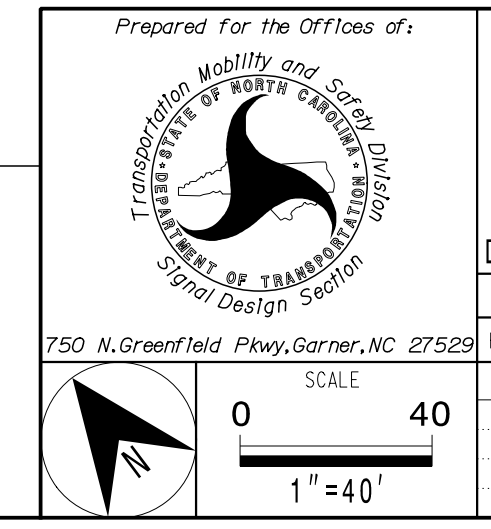 Prepared for the Offices of:
Transportation Mobility and Safety Division
STATE OF NORTH CAROLINA
DEPARTMENT OF TRANSPORTATION
Signal Design Section
750 N.Greenfield Pkwy,Garner,NC 27529
SCALE
0 40
N
1"=40'